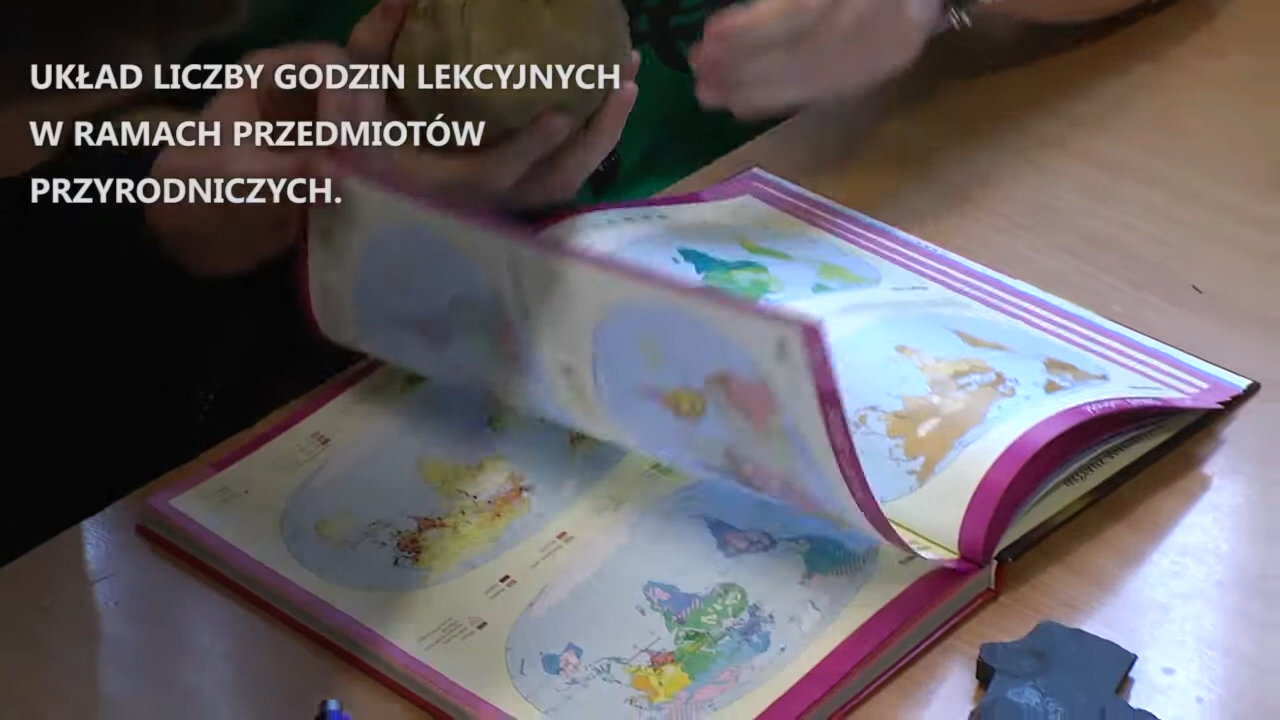 UKŁAD LICZBY GODZIN LEKCYJNYCH
W RAMACH PRZEDMIOTÓW
PRZYRODNICZYCH.